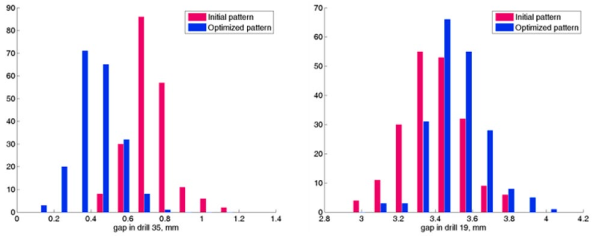 90
80
70
60
50
40
30
20
10
0
Initial pattern
Optimized pattern
0 0.2 0.4 0.6 0.8 1 1.2 1.4
gap in drill 35, mm
70
60
50
40
30
20
10
0
Initial pattern
Optimized pattern
2.8 3 3.2 3.4 3.6 3.8 4 4.2
gap in drill 19, mm